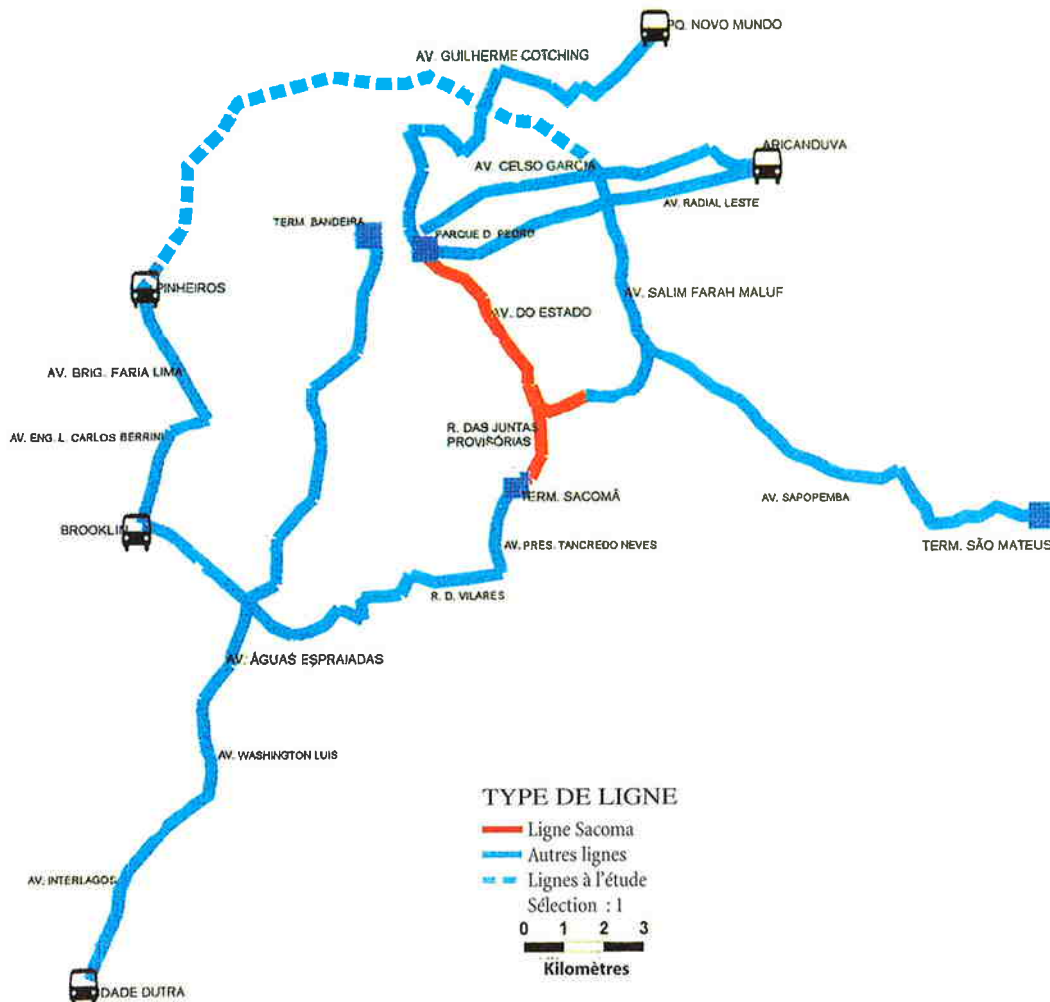 PQ. NOVO MUNDO
AV. GUILHERME COTCHING
ARICANDUVA
AV. CELSO GARCIA
AV. RADIAL LESTE
TERM. BANDEIRA
PARQUE D. PEDRO
PINHEIROS
AV. SALIM FARAH MALUF
AV. DO ESTADO
AV. BRIG. FARIA LIMA
R. DAS JUNTAS
PROVISÓRIAS
AV. ENG. L. CARLOS BERRINI
TERM. SACOMÃ
AV. SAPOPEMBA
BROOKLIN
AV. PRES. TANCREDO NEVES
TERM. SÃO MATEUS
R. D. VILARES
AV. ÁGUAS ESPRAIADAS
AV. WASHINGTON LUIS
TYPE DE LIGNE
Ligne Sacoma
Autres lignes
Lignes à l'étude
Sélection : 1
0 1 2 3
Kilomètres
AV. INTERLAGOS
DADE DUTRA